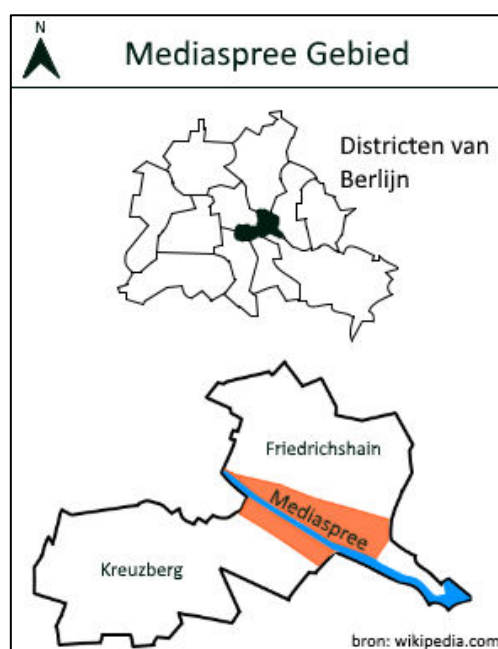 N
Mediaspree Gebied
Districten van
Berlijn
Friedrichshain
Mediaspree
Kreuzberg
bron: wikipedia.com